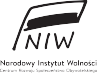 NIW
Narodowy Instytut Wolności
Centrum Rozwoju Społeczeństwa Obywatelskiego